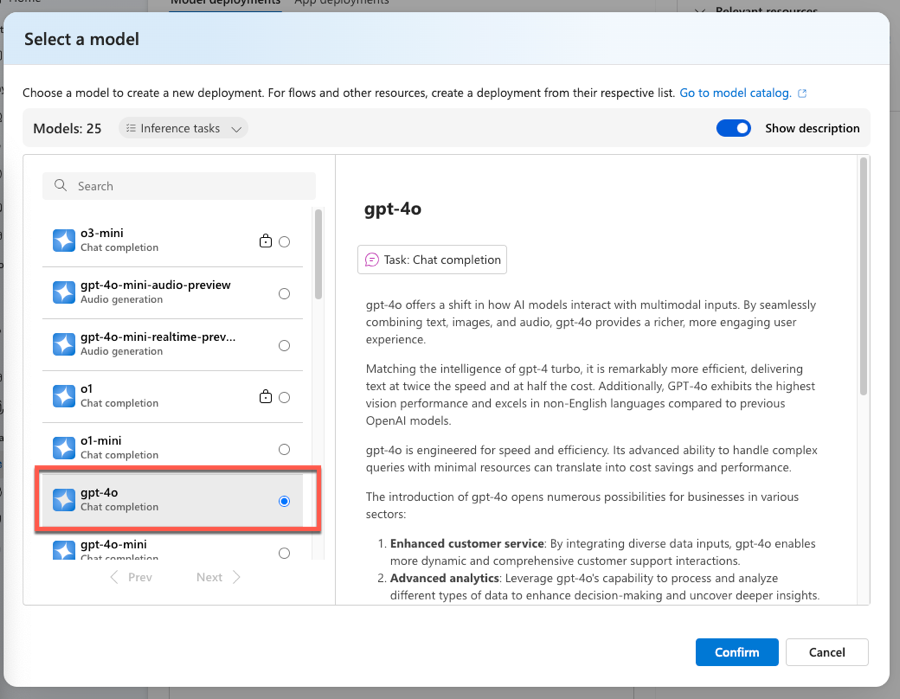 Model deployments App deployments
Relevant resources
Select a model
Choose a model to create a new deployment. For flows and other resources, create a deployment from their respective list. Go to model catalog.
Models: 25
Inference tasks
Show description
Search
o3-mini
Chat completion
gpt-4o-mini-audio-preview
Audio generation
gpt-4o-mini-realtime-prev...
Audio generation
o1
Chat completion
o1-mini
Chat completion
gpt-4o
Chat completion
gpt-4o-mini
Chat completion
Prev
Next
gpt-4o
Task: Chat completion
gpt-4o offers a shift in how AI models interact with multimodal inputs. By seamlessly
combining text, images, and audio, gpt-4o provides a richer, more engaging user
experience.
Matching the intelligence of gpt-4 turbo, it is remarkably more efficient, delivering
text at twice the speed and at half the cost. Additionally, GPT-4o exhibits the highest
vision performance and excels in non-English languages compared to previous
OpenAI models.
gpt-4o is engineered for speed and efficiency. Its advanced ability to handle complex
queries with minimal resources can translate into cost savings and performance.
The introduction of gpt-4o opens numerous possibilities for businesses in various
sectors:
1. Enhanced customer service: By integrating diverse data inputs, gpt-4o enables
more dynamic and comprehensive customer support interactions.
2. Advanced analytics: Leverage gpt-4o's capability to process and analyze
different types of data to enhance decision-making and uncover deeper insights.
Confirm
Cancel